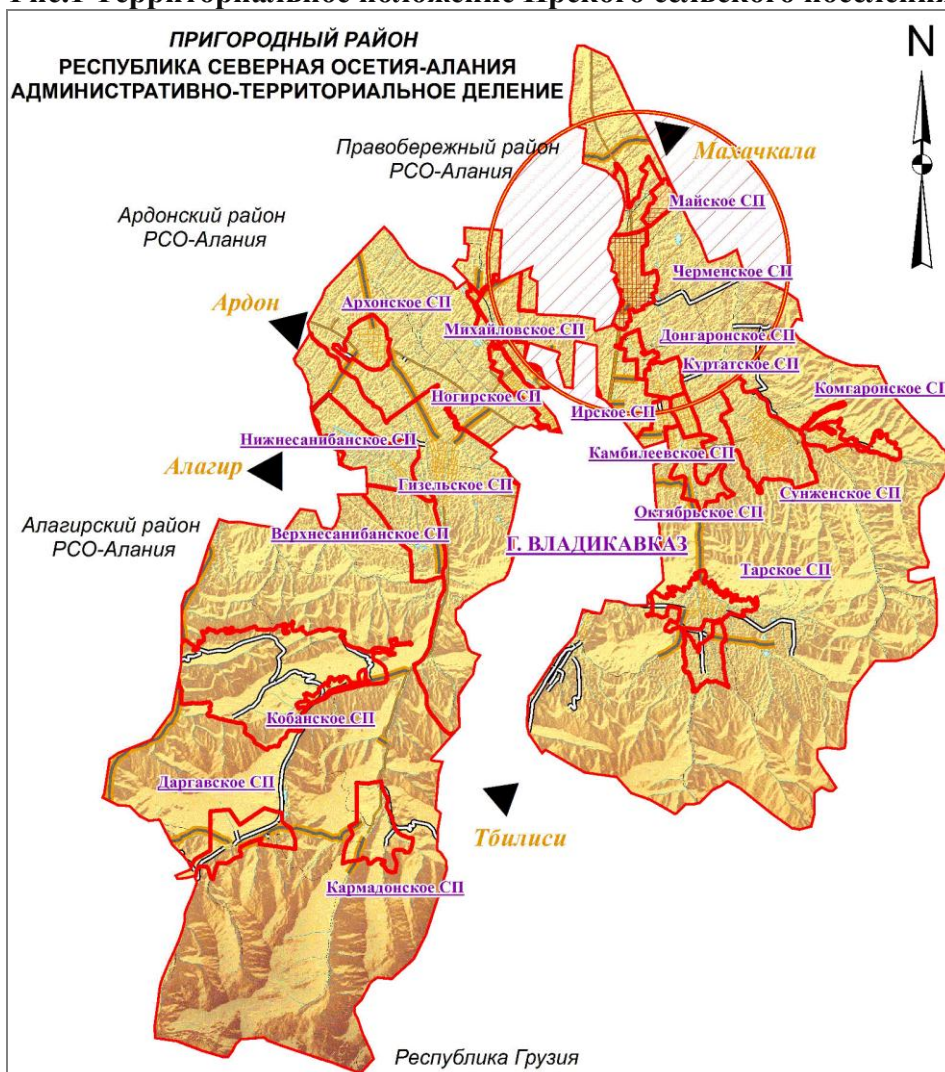 Рис.1 Территориальное положение Ирского сельского поселения
ПРИГОРОДНЫЙ РАЙОН
РЕСПУБЛИКА СЕВЕРНАЯ ОСЕТИЯ-АЛАНИЯ
АДМИНИСТРАТИВНО-ТЕРРИТОРИАЛЬНОЕ ДЕЛЕНИЕ
N
Правобережный район
РСО-Алания
Махачкала
Майское СП
Ардонский район
РСО-Алания
Черменское СП
Ардон
Архонское СП
Михайловское СП
Донгаронское СП
Куртатское СП
Комгаронское СП
Ногирское СП
Ирское СП
Нижнесанибанское СП
Камбилеевское СП
Алагир
Гизельское СП
Сунженское СП
Октябрьское СП
Алагирский район
РСО-Алания
Верхнесанибанское СП
Г. ВЛАДИКАВКАЗ
Тарское СП
Кобанское СП
Даргавское СП
Тбилиси
Кармадонское СП
Республика Грузия